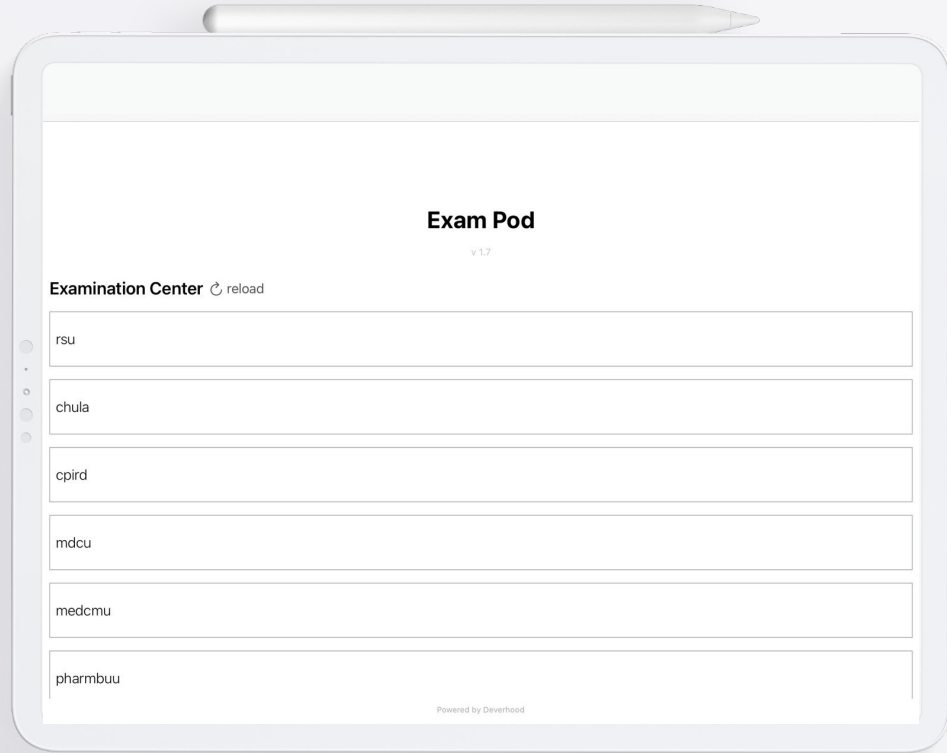 Exam Pod
v 1.7
Examination Center reload
rsu
chula
cpird
mdcu
medcmu
pharmbuu
Powered by Deverhood